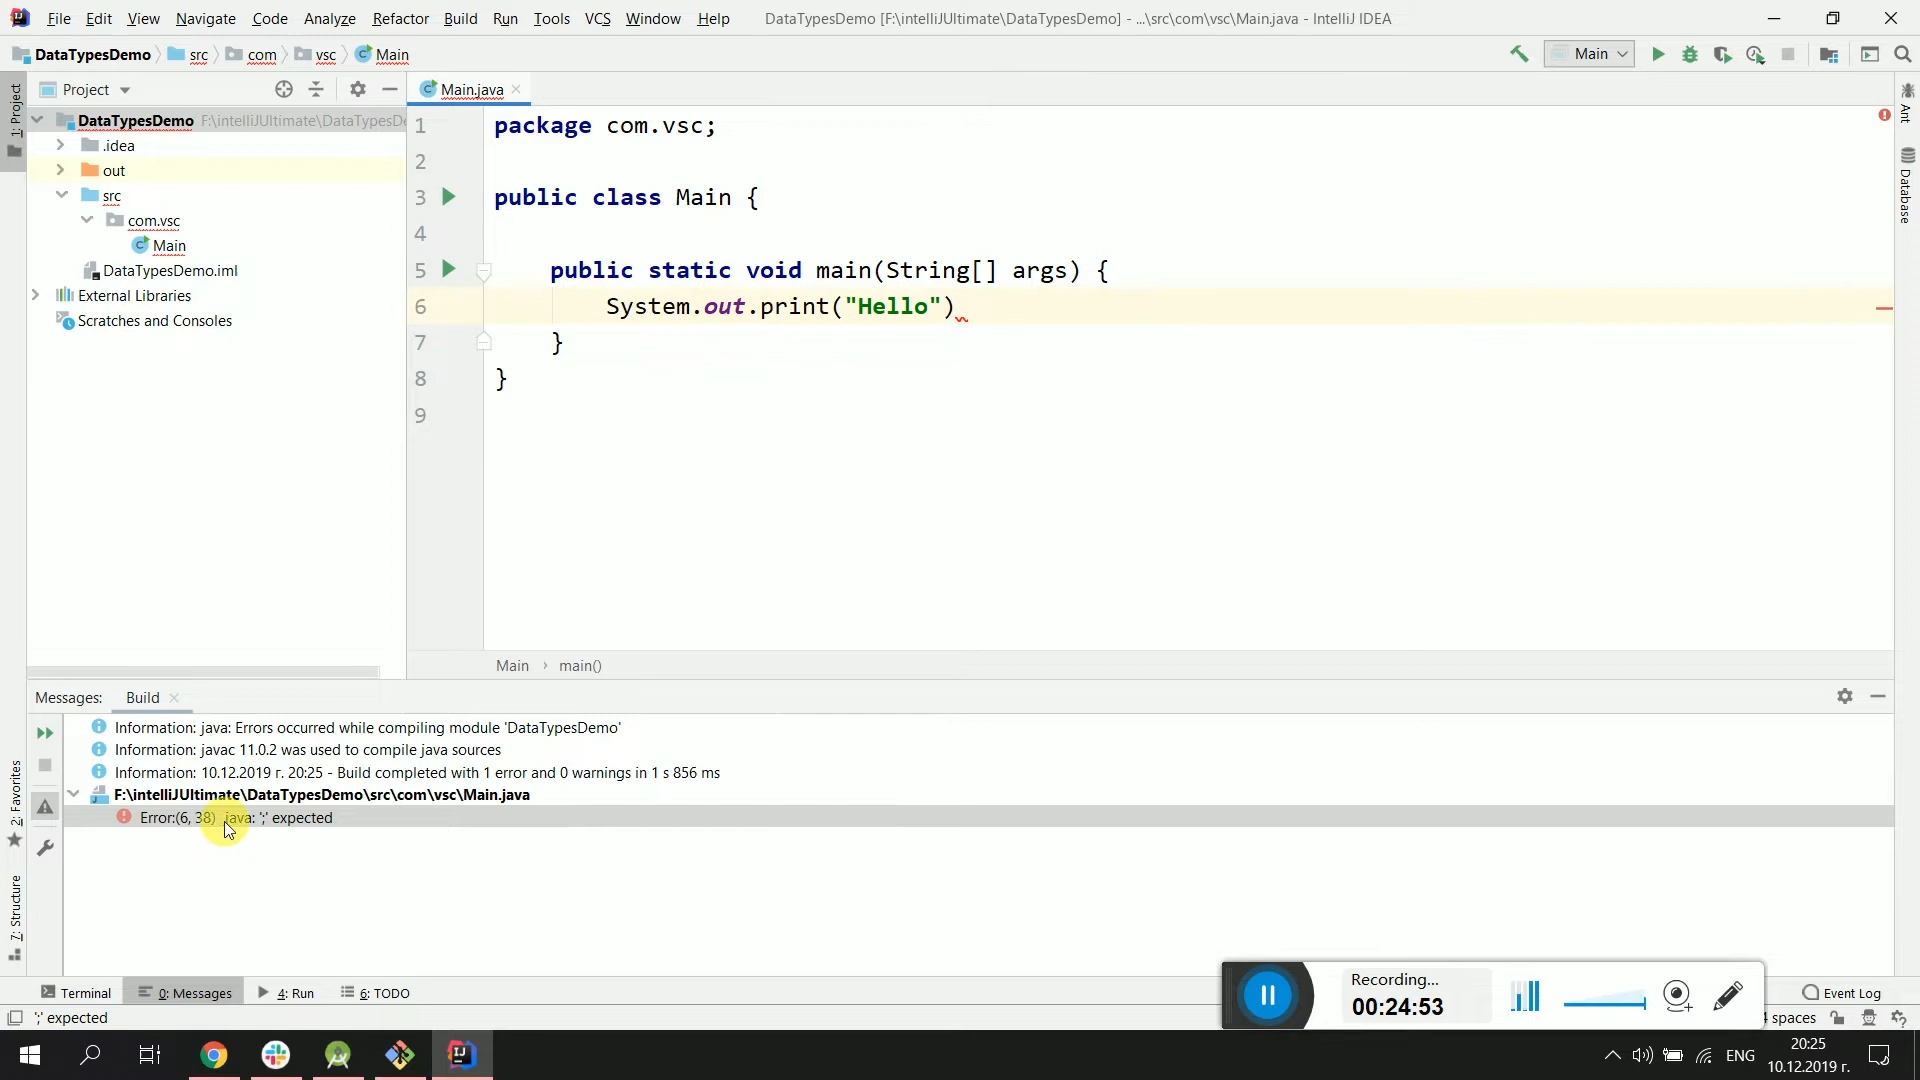 File Edit View Navigate Code Analyze Refactor Build Run Tools VCS Window Help DataTypesDemo [F:\intelliJUltimate\DataTypesDemo] - ...\src\com\vsc\Main.java - IntelliJ IDEA
DataTypesDemo src com vsc Main Main
1: Project
Project
Main.java
DataTypesDemo F:\intelliJUltimate\DataTypesDe
.idea
out
src
com.vsc
Main
DataTypesDemo.iml
External Libraries
Scratches and Consoles
1 package com.vsc;
2
3 public class Main {
4
5 public static void main(String[] args) {
6 System.out.print("Hello")
7 }
8 }
9
Main › main()
Ant
Database
Messages: Build
Information: java: Errors occurred while compiling module 'DataTypesDemo'
Information: javac 11.0.2 was used to compile java sources
Information: 10.12.2019 г. 20:25 - Build completed with 1 error and 0 warnings in 1 s 856 ms
F:\intelliJUltimate\DataTypesDemo\src\com\vsc\Main.java
Error:(6, 38) java: ';' expected
2: Favorites
7: Structure
Terminal 0: Messages 4: Run 6: TODO
Recording...
00:24:53
Event Log
';' expected
4 spaces
ENG
20:25
10.12.2019 г.